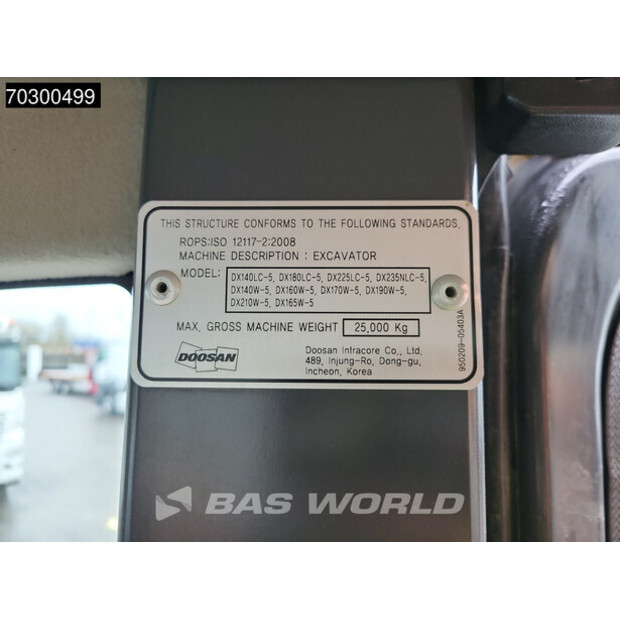 70300499
THIS STRUCTURE CONFORMS TO THE FOLLOWING STANDARDS,
ROPS:ISO 12117-2:2008
MACHINE DESCRIPTION : EXCAVATOR
MODEL: DX140LC-5, DX180LC-5, DX225LC-5, DX235NLC-5,
DX140W-5, DX160W-5, DX170W-5, DX190W-5,
DX210W-5, DX165W-5
MAX. GROSS MACHINE WEIGHT 25,000 Kg
DOOSAN
Doosan Infracore Co., Ltd,
489, Injung-Ro, Dong-gu,
Incheon, Korea
950209-05403A
BAS WORLD